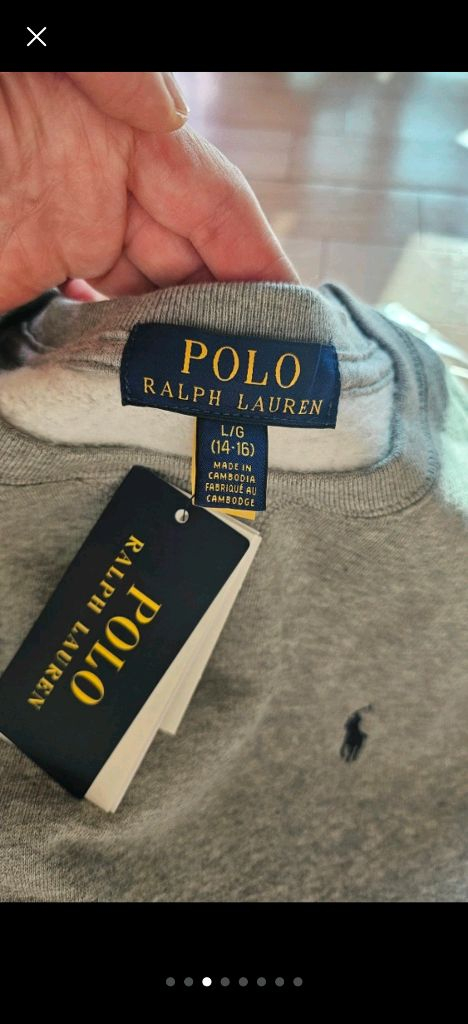 POLO
RALPH LAUREN
L/G
(14-16)
MADE IN
CAMBODIA
FABRIQUÉ AU
CAMBODGE
POLO
RALPH LAUREN